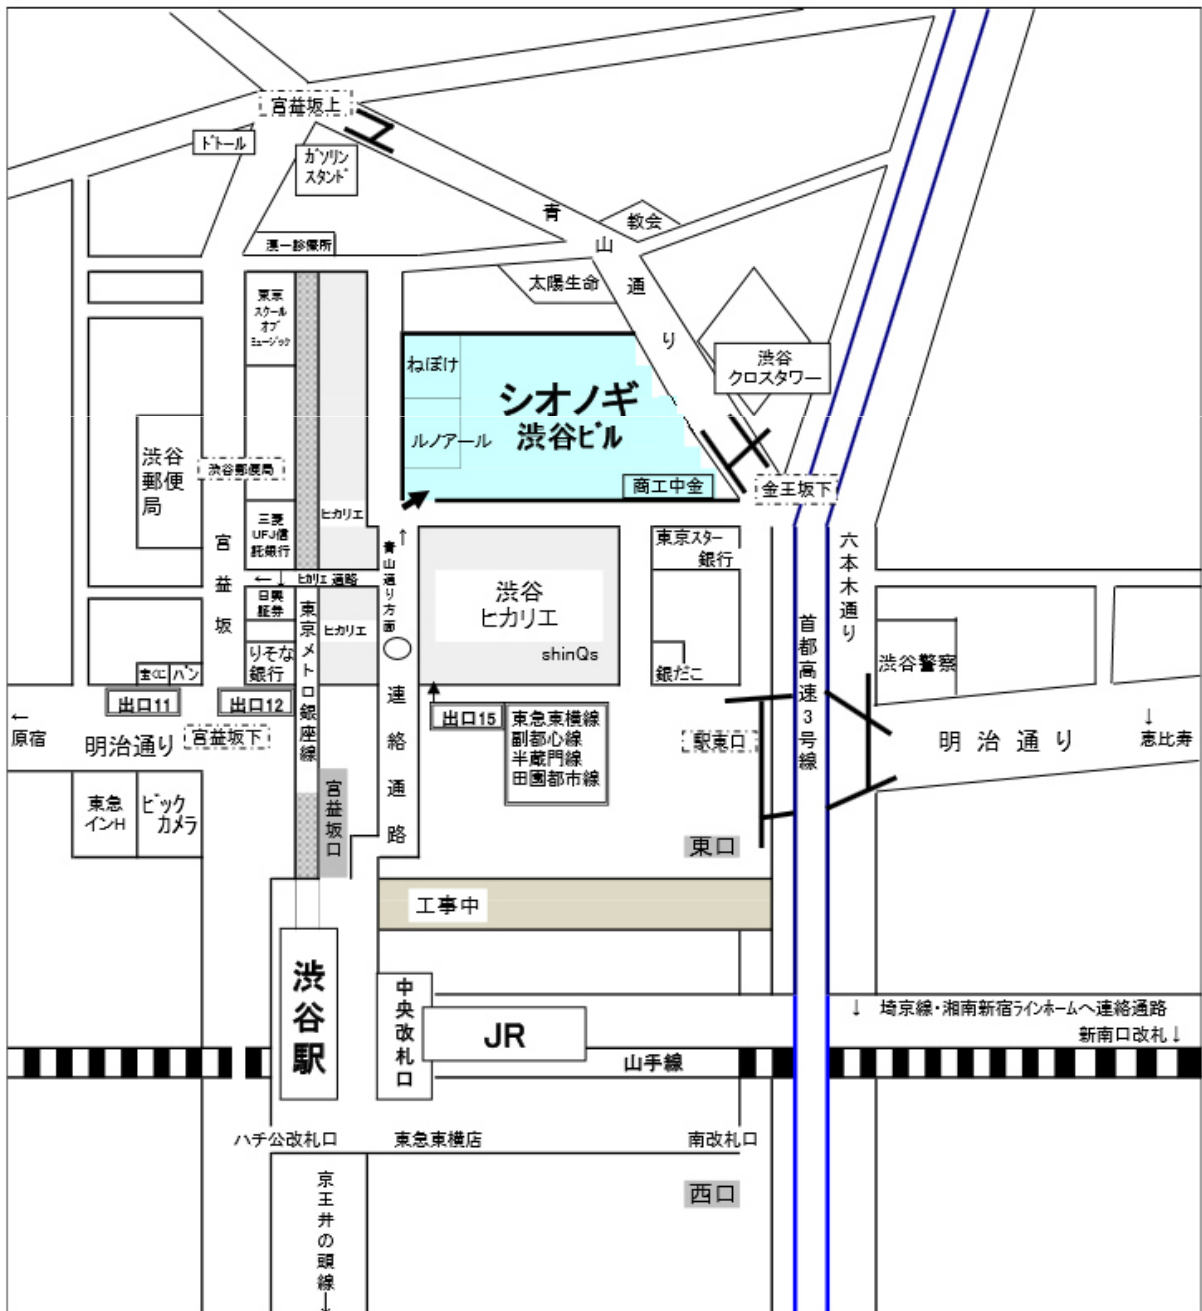 宮益坂上
ドトール
ガソリン
スタンド
青
山
通
り
教会
漢一診療所
太陽生命
東京
スクール
オブ
ミュージック
ねぼけ
シオノギ
渋谷ビル
ルノアール
商工中金
渋谷
クロスタワー
金王坂下
渋谷
郵便
局
渋谷郵便局
三菱
UFJ信
託銀行
ヒカリエ
宮
益
坂
←↓ ヒカリエ 通路
日興
証券
りそな
銀行
ヒカリエ
東京メトロ銀座線
↑
青山通り方面
連
絡
通
路
渋谷
ヒカリエ
shinQs
東京スター
銀行
銀だこ
六本木通り
首都高速3号線
渋谷警察
宝くじ
パン
出口11
出口12
出口15
東急東横線
副都心線
半蔵門線
田園都市線
←
原宿
明治通り
宮益坂下
駅東口
明治通り
↓
恵比寿
東急
インH
ビック
カメラ
宮益坂口
東口
工事中
渋谷駅
中央改札口
JR
↓ 埼京線・湘南新宿ラインホームへ連絡通路
新南口改札↓
山手線
ハチ公改札口
東急東横店
南改札口
京王井の頭線↓
西口